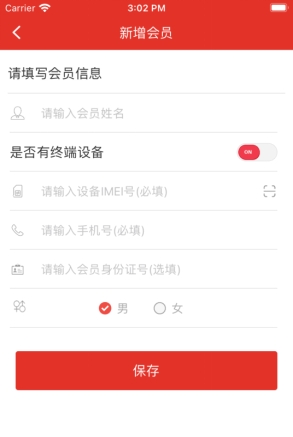 Carrier 3:02 PM
新增会员
请填写会员信息
请输入会员姓名
是否有终端设备 ON
请输入设备IMEI号(必填)
请输入手机号(必填)
请输入会员身份证号(选填)
男 女
保存